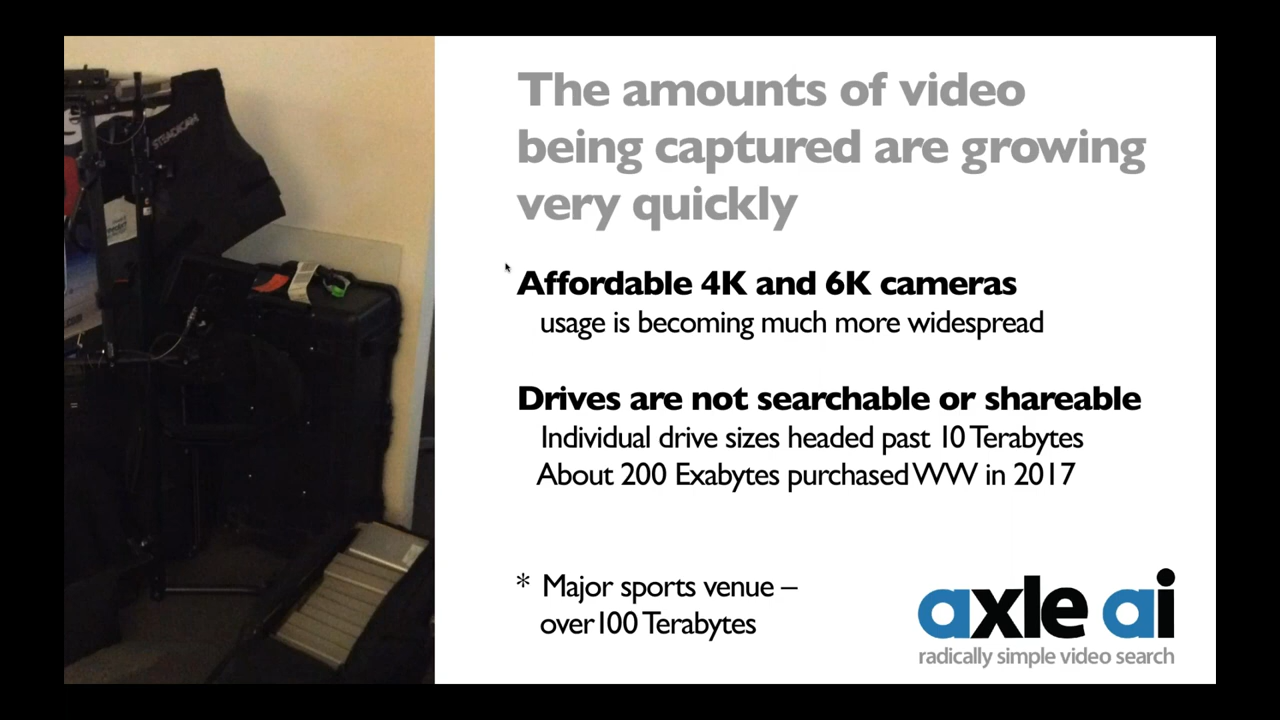 The amounts of video
being captured are growing
very quickly
Affordable 4K and 6K cameras
usage is becoming much more widespread
Drives are not searchable or shareable
Individual drive sizes headed past 10 Terabytes
About 200 Exabytes purchased WW in 2017
* Major sports venue –
over 100 Terabytes
axle ai
radically simple video search
STEADICAM